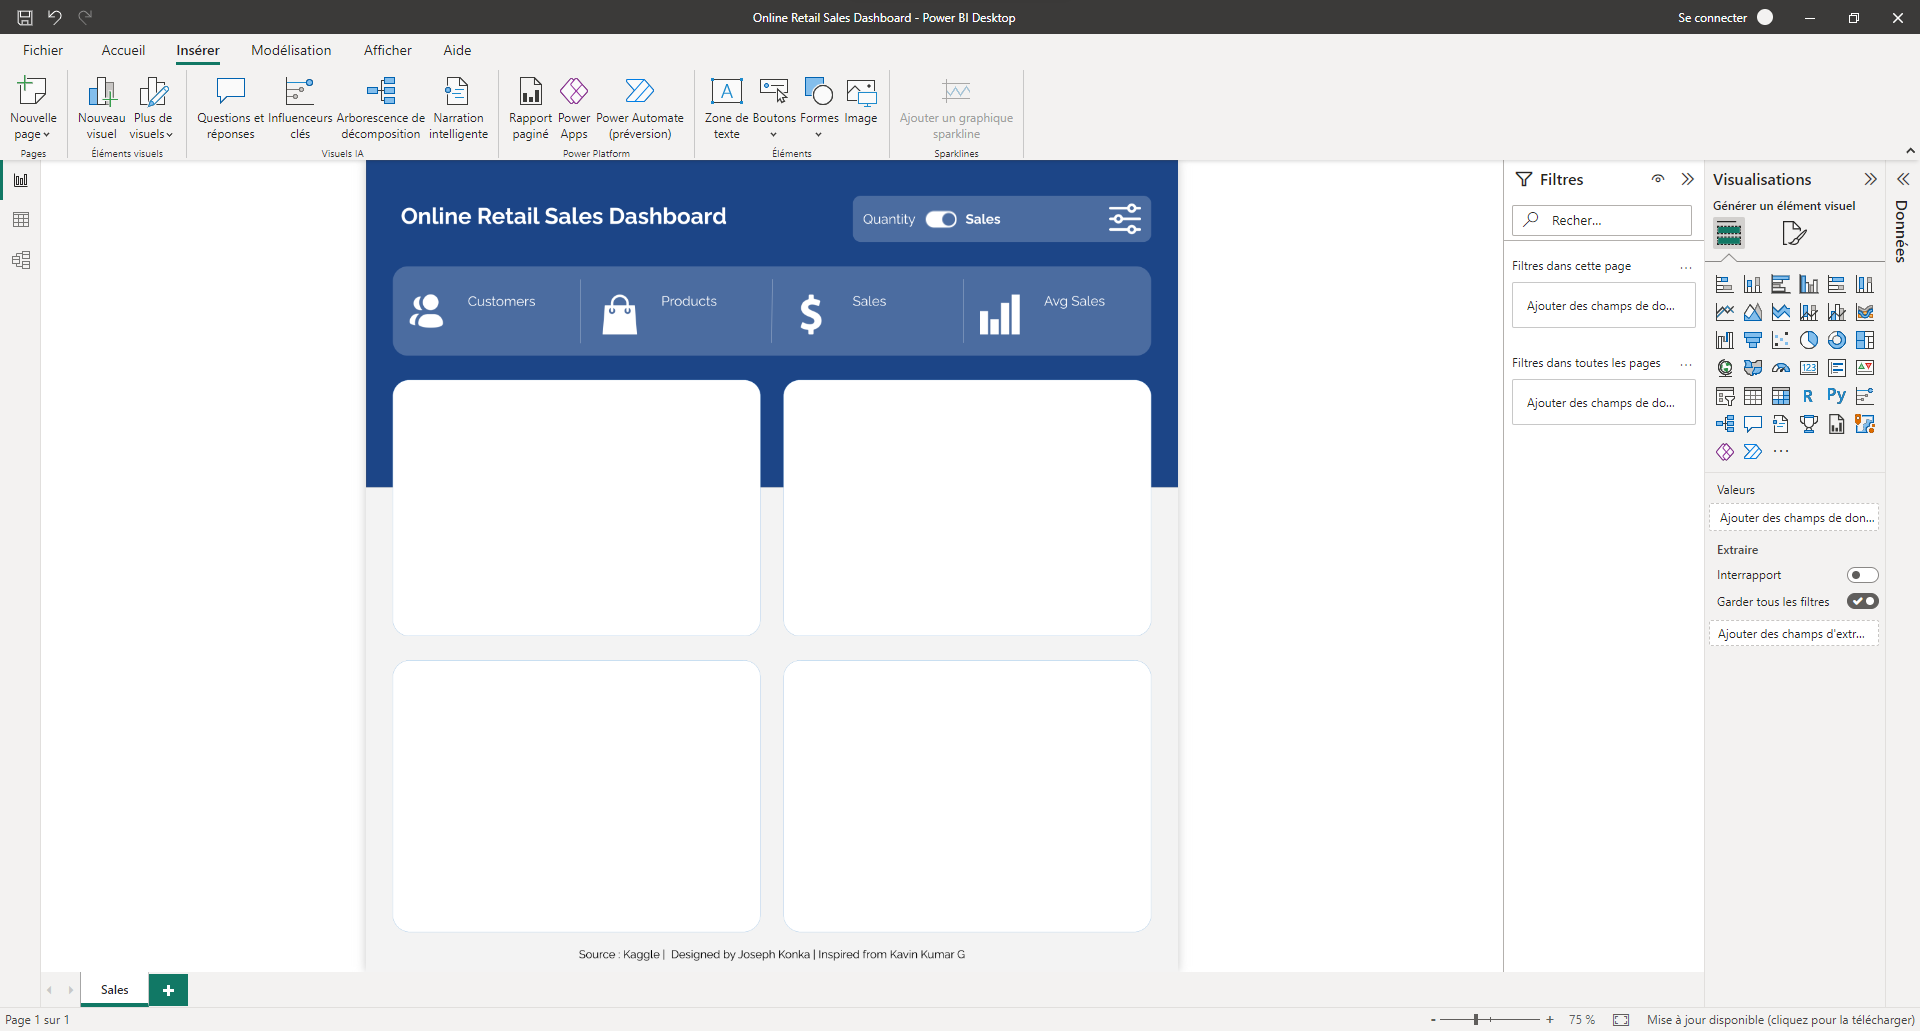 Online Retail Sales Dashboard - Power BI Desktop
Se connecter
Fichier
Accueil
Insérer
Modélisation
Afficher
Aide
Nouvelle page
Nouveau visuel
Plus de visuels
Questions et réponses
Influenceurs clés
Arborescence de décomposition
Narration intelligente
Rapport paginé
Power Apps
Power Automate (préversion)
Zone de texte
Boutons
Formes
Image
Ajouter un graphique sparkline
Pages
Éléments visuels
Visuels IA
Power Platform
Éléments
Sparklines
Online Retail Sales Dashboard
Quantity
Sales
Customers
Products
Sales
Avg Sales
Source : Kaggle | Designed by Joseph Konka | Inspired from Kavin Kumar G
Filtres
Recher...
Filtres dans cette page
...
Ajouter des champs de do...
Filtres dans toutes les pages
...
Ajouter des champs de do...
Visualisations
Générer un élément visuel
123
R
Py
...
Valeurs
Ajouter des champs de don...
Extraire
Interrapport
Garder tous les filtres
Ajouter des champs d'extr...
Données
Sales
+
Page 1 sur 1
-
+
75 %
Mise à jour disponible (cliquez pour la télécharger)